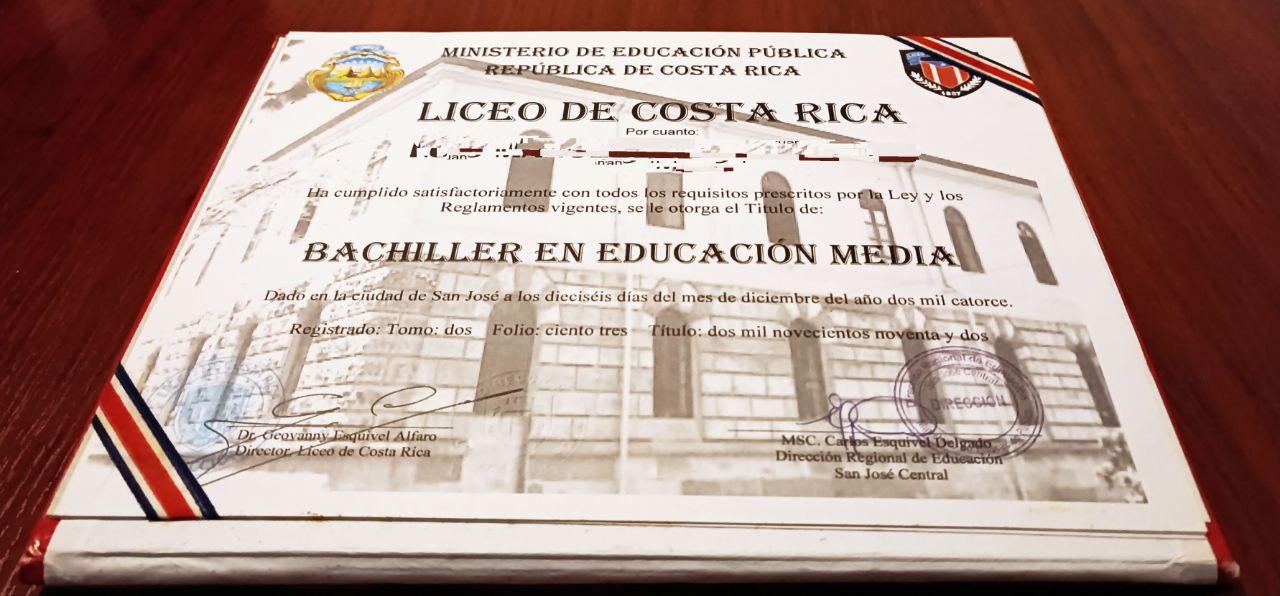 MINISTERIO DE EDUCACIÓN PÚBLICA
REPÚBLICA DE COSTA RICA
LICEO DE COSTA RICA
Por cuanto:
Ha cumplido satisfactoriamente con todos los requisitos prescritos por la Ley y los
Reglamentos vigentes, se le otorga el Título de:
BACHILLER EN EDUCACIÓN MEDIA
Dado en la ciudad de San José a los dieciséis días del mes de diciembre del año dos mil catorce.
Registrado: Tomo: dos Folio: ciento tres Título: dos mil novecientos noventa y dos
Dr. Geovanny Esquivel Alfaro
Director, Liceo de Costa Rica
DIRECCIÓN
MSC. Carlos Esquivel Delgado
Dirección Regional de Educación
San José Central